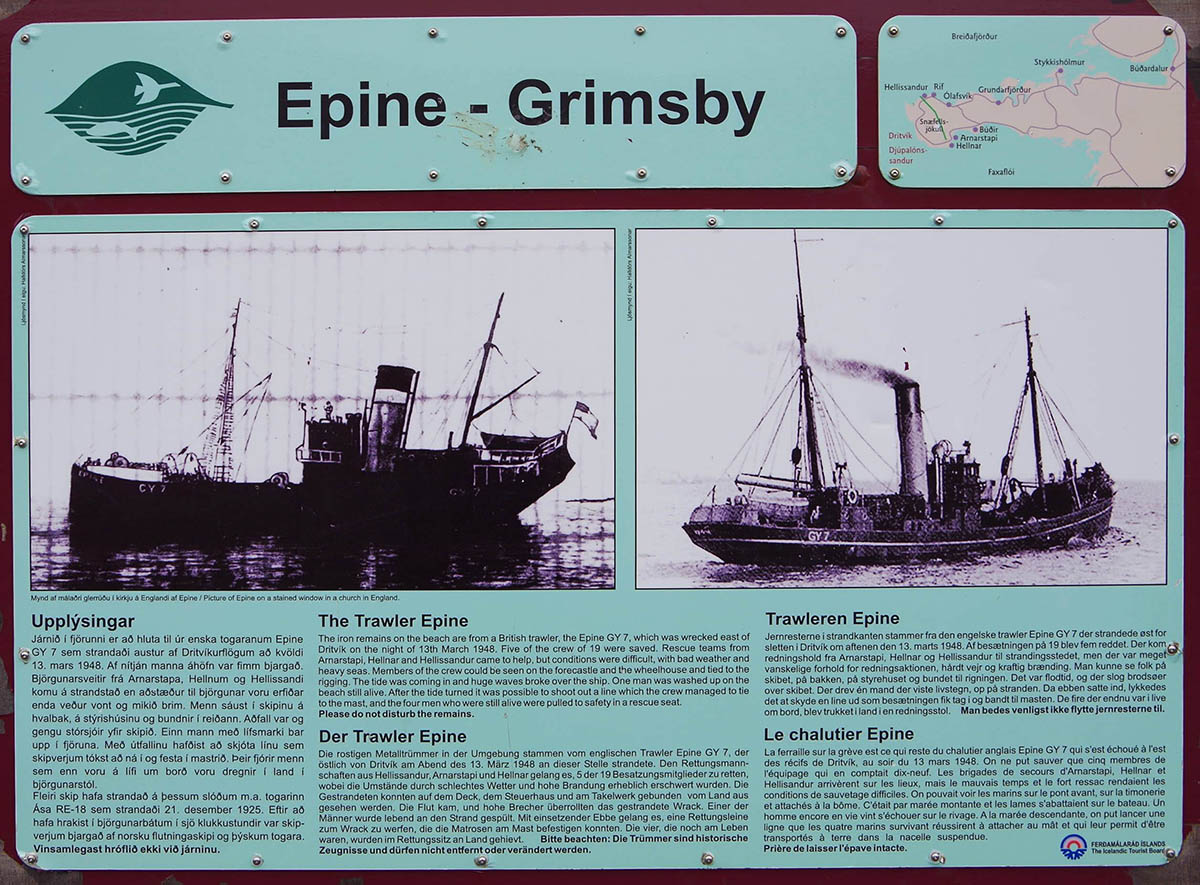 Epine - Grimsby
Breiðafjörður
Stykkishólmur
Búðardalur
Hellissandur Rif
Ólafsvík
Grundarfjörður
Snæfells-
jökull
Búðir
Dritvík
Arnarstapi
Djúpalóns-
sandur
Hellnar
Faxaflói
GY 7
GY 7
GY 7
Mynd af málaðri glerrúðu í kirkju á Englandi af Epine / Picture of Epine on a stained window in a church in England.
Upplýsingar
Járnið í fjörunni er að hluta til úr enska togaranum Epine
GY 7 sem strandaði austur af Dritvíkurflögum að kvöldi
13. mars 1948. Af nítján manna áhöfn var fimm bjargað.
Björgunarsveitir frá Arnarstapa, Hellnum og Hellissandi
komu á strandstað en aðstæður til björgunar voru erfiðar
enda veður vont og mikið brim. Menn sáust í skipinu á
hvalbak, á stýrishúsinu og bundnir í reiðann. Aðfall var og
gengu stórsjóir yfir skipið. Einn mann með lífsmarki bar
upp í fjöruna. Með útfallinu hafðist að skjóta línu sem
skipverjum tókst að ná í og festa í mastrið. Þeir fjórir menn
sem enn voru á lífi um borð voru dregnir í land í
björgunarstól.
Fleiri skip hafa strandað á þessum slóðum m.a. togarinn
Ása RE-18 sem strandaði 21. desember 1925. Eftir að
hafa hrakist í björgunarbátum í sjö klukkustundir var skip-
verjum bjargað af norsku flutningaskipi og þýskum togara.
Vinsamlegast hróflið ekki við járninu.
The Trawler Epine
The iron remains on the beach are from a British trawler, the Epine GY 7, which was wrecked east of
Dritvík on the night of 13th March 1948. Five of the crew of 19 were saved. Rescue teams from
Arnarstapi, Hellnar and Hellissandur came to help, but conditions were difficult, with bad weather and
heavy seas. Members of the crew could be seen on the forecastle and the wheelhouse and tied to the
rigging. The tide was coming in and huge waves broke over the ship. One man was washed up on the
beach still alive. After the tide turned it was possible to shoot out a line which the crew managed to tie
to the mast, and the four men who were still alive were pulled to safety in a rescue seat.
Please do not disturb the remains.
Der Trawler Epine
Die rostigen Metalltrümmer in der Umgebung stammen vom englischen Trawler Epine GY 7, der
östlich von Dritvík am Abend des 13. März 1948 an dieser Stelle strandete. Den Rettungsmann-
schaften aus Hellissandur, Arnarstapi und Hellnar gelang es, 5 der 19 Besatzungsmitglieder zu retten,
wobei die Umstände durch schlechtes Wetter und hohe Brandung erheblich erschwert wurden. Die
Gestrandeten konnten auf dem Deck, dem Steuerhaus und am Takelwerk gebunden vom Land aus
gesehen werden. Die Flut kam, und hohe Brecher überrollten das gestrandete Wrack. Einer der
Männer wurde lebend an den Strand gespült. Mit einsetzender Ebbe gelang es, eine Rettungsleine
zum Wrack zu werfen, die die Matrosen am Mast befestigen konnten. Die vier, die noch am Leben
waren, wurden im Rettungssitz an Land gehievt. Bitte beachten: Die Trümmer sind historische
Zeugnisse und dürfen nicht entfernt oder verändert werden.
Trawleren Epine
Jernresterne i strandkanten stammer fra den engelske trawler Epine GY 7 der strandede øst for
sletten i Dritvík om aftenen den 13. marts 1948. Af besætningen på 19 blev fem reddet. Der kom
redningshold fra Arnarstapi, Hellnar og Hellissandur til strandingsstedet, men der var meget
vanskelige forhold for redningsaktionen, hårdt vejr og kraftig brænding. Man kunne se folk på
skibet, på bakken, på styrehuset og bundet til rigningen. Det var flodtid, og der slog brodsøer
over skibet. Der drev én mand der viste livstegn, op på stranden. Da ebben satte ind, lykkedes
det at skyde en line ud som besætningen fik tag i og bandt til masten. De fire der endnu var i live
om bord, blev trukket i land i en redningsstol. Man bedes venligst ikke flytte jernresterne til.
Le chalutier Epine
La ferraille sur la grève est ce qui reste du chalutier anglais Epine GY 7 qui s'est échoué à l'est
des récifs de Dritvík, au soir du 13 mars 1948. On ne put sauver que cinq membres de
l'équipage qui en comptait dix-neuf. Les brigades de secours d'Arnarstapi, Hellnar et
Hellissandur arrivèrent sur les lieux, mais le mauvais temps et le fort ressac rendaient les
conditions de sauvetage difficiles. On pouvait voir les marins sur le pont avant, sur la timonerie
et attachés à la bôme. C'était par marée montante et les lames s'abattaient sur le bateau. Un
homme encore en vie vint s'échouer sur le rivage. A la marée descendante, on put lancer une
ligne que les quatre marins survivant réussirent à attacher au mât et qui leur permit d'être
transportés à terre dans la nacelle suspendue.
Prière de laisser l'épave intacte.
FERÐAMÁLARÁÐ ÍSLANDS
The Icelandic Tourist Board